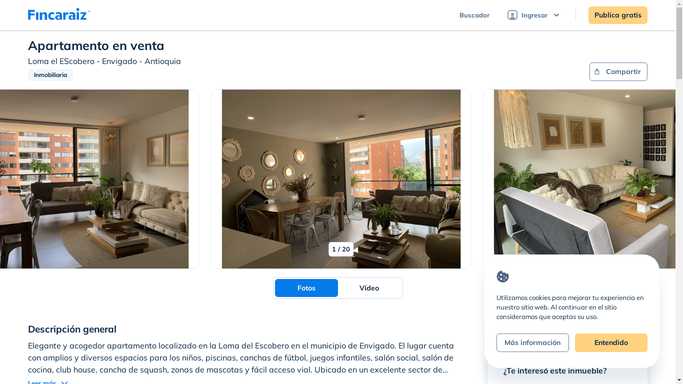 Fincaraiz
Buscador
Ingresar
Publica gratis
Apartamento en venta
Loma el EScobero - Envigado - Antioquia
Inmobiliaria
Compartir
1 / 20
Fotos
Video
Utilizamos cookies para mejorar tu experiencia en
nuestro sitio web. Al continuar en el sitio
consideramos que aceptas su uso.
Más información
Entendido
Descripción general
Elegante y acogedor apartamento localizado en la Loma del Escobero en el municipio de Envigado. El lugar cuenta
con amplios y diversos espacios para los niños, piscinas, canchas de fútbol, juegos infantiles, salón social, salón de
cocina, club house, cancha de squash, zonas de mascotas y fácil acceso vial. Ubicado en un excelente sector de...
Leer más
¿Te interesó este inmueble?